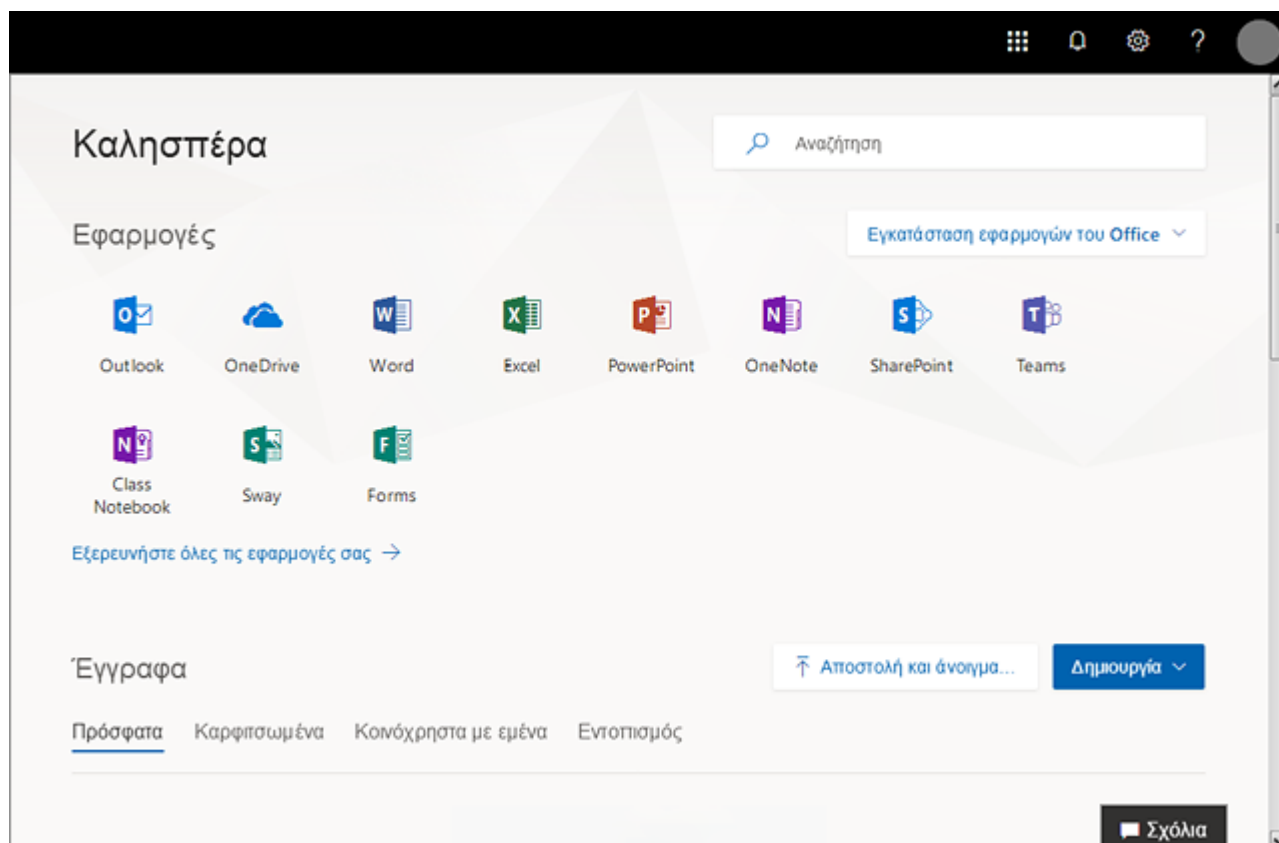 ?
Καλησπέρα
Αναζήτηση
Εφαρμογές
Εγκατάσταση εφαρμογών του Office
Outlook OneDrive Word Excel PowerPoint OneNote SharePoint Teams
Class Notebook Sway Forms
Εξερευνήστε όλες τις εφαρμογές σας →
Έγγραφα
Αποστολή και άνοιγμα...
Δημιουργία
Πρόσφατα Καρφιτσωμένα Κοινόχρηστα με εμένα Εντοπισμός
Σχόλια